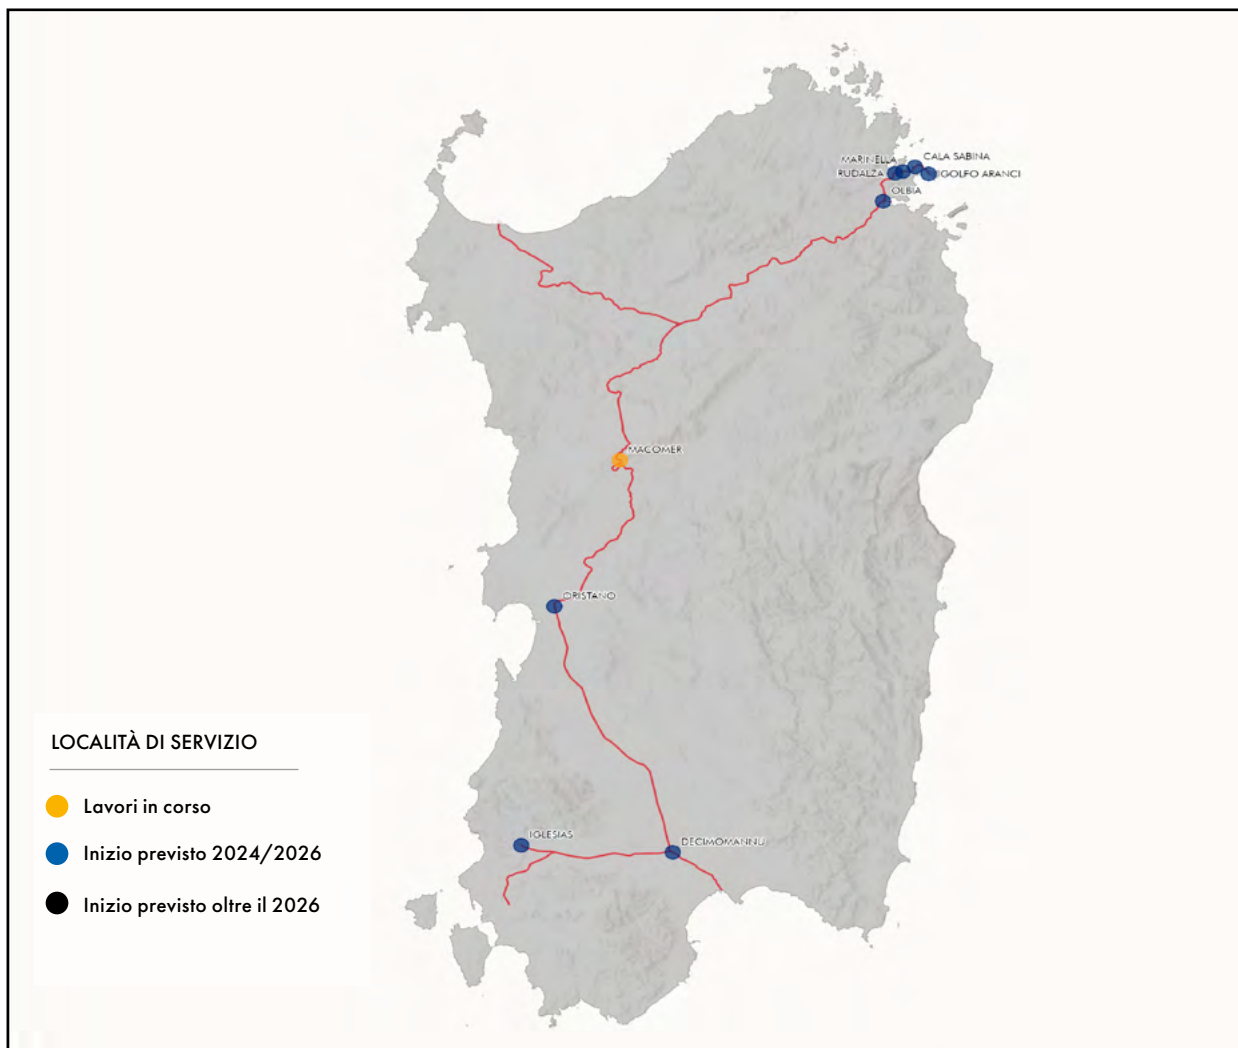 MARINELLA
CALA SABINA
RUDALZA
GOLFO ARANCI
OLBIA
MACOMER
ORISTANO
LOCALITÀ DI SERVIZIO
Lavori in corso
Inizio previsto 2024/2026
Inizio previsto oltre il 2026
IGLESIAS
DECIMOMANNU